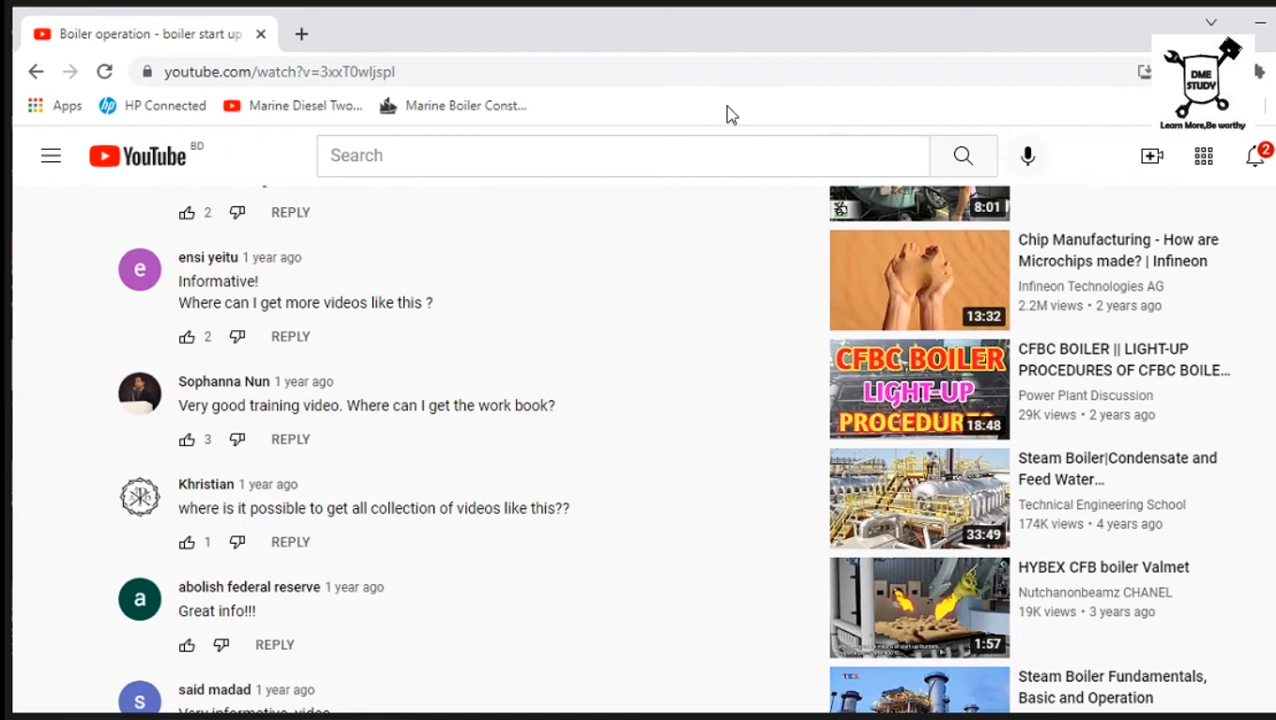 Boiler operation - boiler start up
youtube.com/watch?v=3xxT0wljspI
Apps
HP Connected
Marine Diesel Two...
Marine Boiler Const...
DME
STUDY
Learn More,Be worthy
YouTube BD
Search
2
2
REPLY
ensi yeitu 1 year ago
Informative!
Where can I get more videos like this ?
2
REPLY
Sophanna Nun 1 year ago
Very good training video. Where can I get the work book?
3
REPLY
Khristian 1 year ago
where is it possible to get all collection of videos like this??
1
REPLY
abolish federal reserve 1 year ago
Great info!!!
REPLY
said madad 1 year ago
Very informative video
8:01
13:32
Chip Manufacturing - How are
Microchips made? | Infineon
Infineon Technologies AG
2.2M views • 2 years ago
CFBC BOILER
LIGHT-UP
PROCEDURES
18:48
CFBC BOILER || LIGHT-UP
PROCEDURES OF CFBC BOILE...
Power Plant Discussion
29K views • 2 years ago
33:49
Steam Boiler|Condensate and
Feed Water...
Technical Engineering School
174K views • 4 years ago
1:57
HYBEX CFB boiler Valmet
Nutchanonbeamz CHANEL
19K views • 3 years ago
TES
Steam Boiler Fundamentals,
Basic and Operation